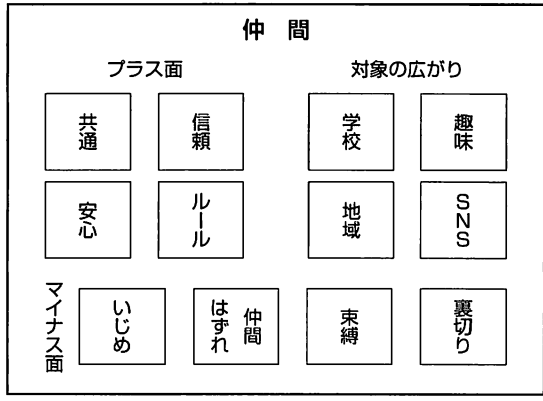 仲間
プラス面
対象の広がり
共通
信頼
学校
趣味
安心
ルール
地域
SNS
マイナス面
いじめ
仲間
はずれ
束縛
裏切り